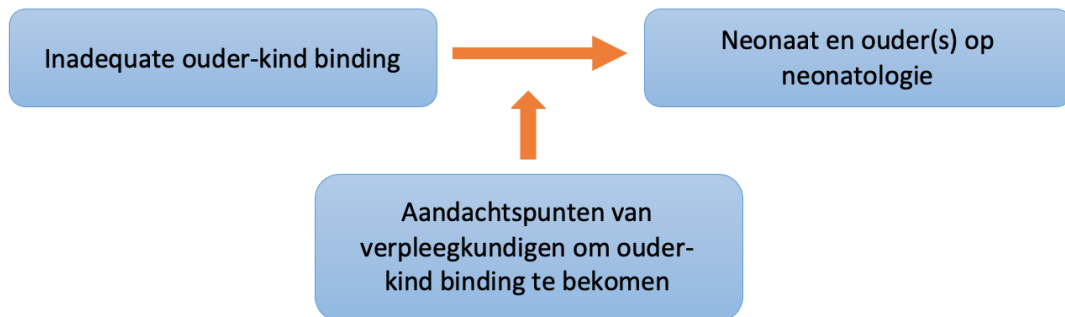 Inadequate ouder-kind binding
Neonaat en ouder(s) op
neonatologie
Aandachtspunten van
verpleegkundigen om ouder-
kind binding te bekomen